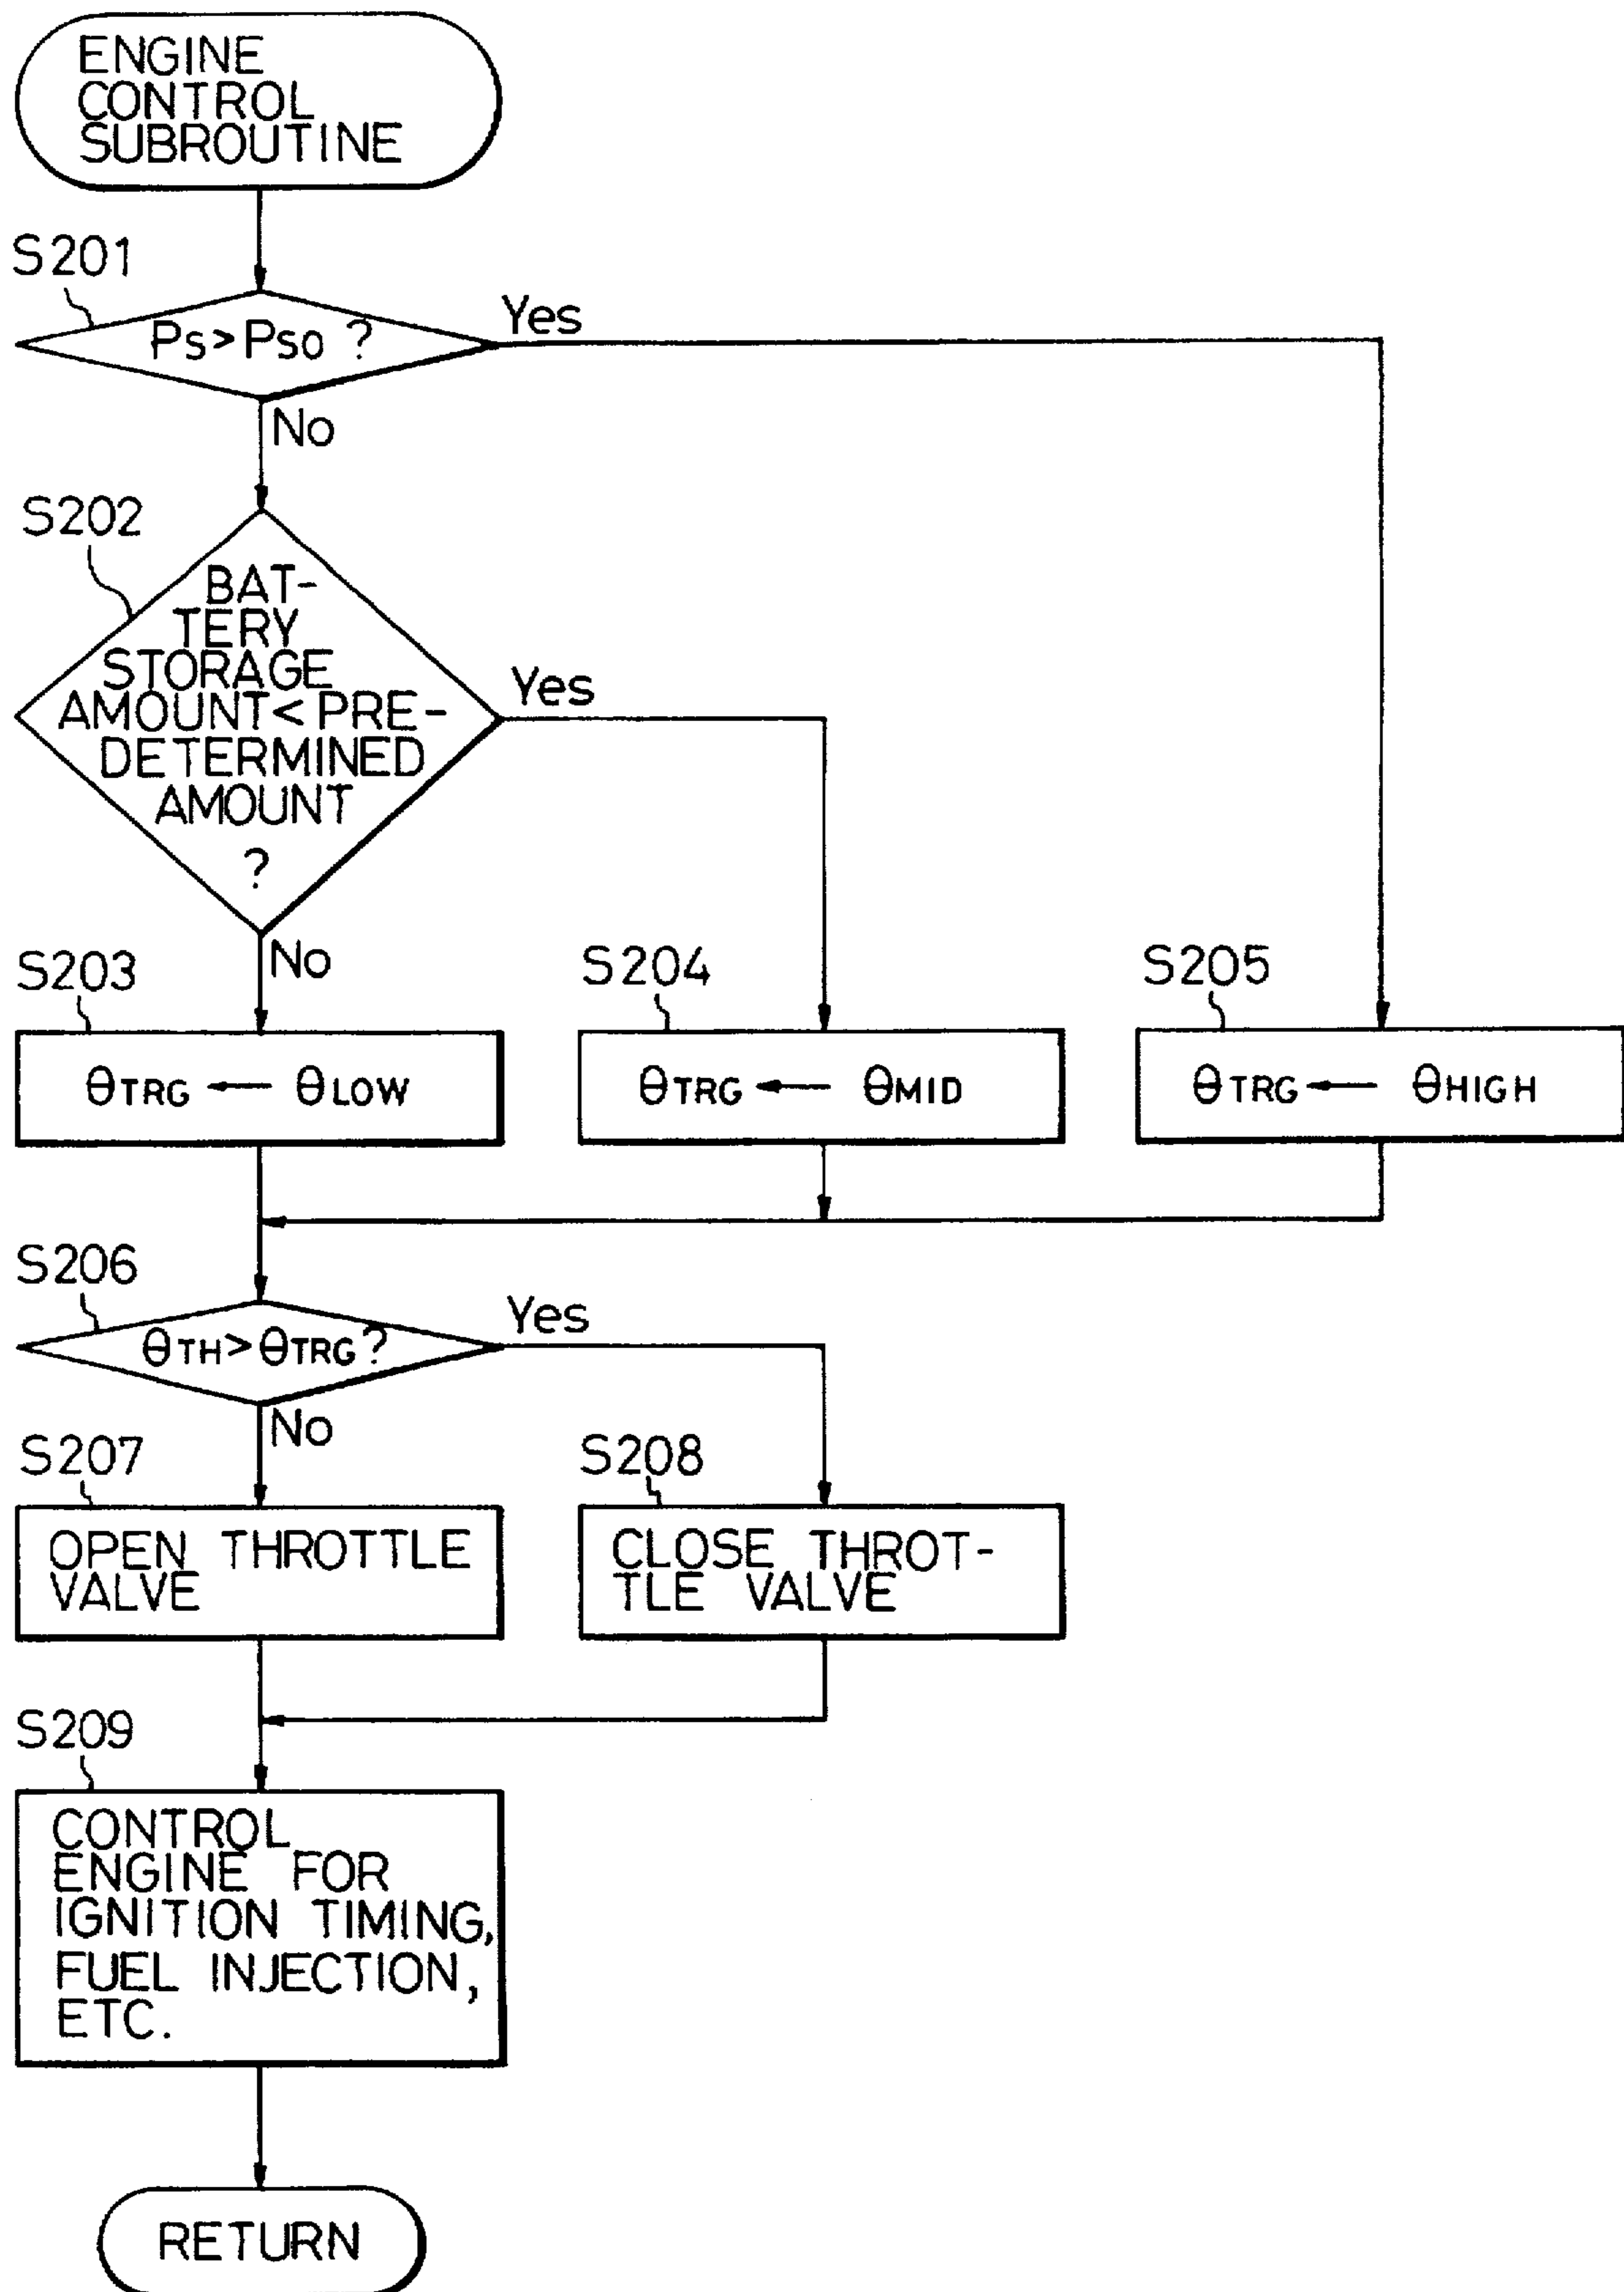 ENGINE
CONTROL
SUBROUTINE
S201
Ps>Pso ?
Yes
No
S202
BAT-
TERY
STORAGE
AMOUNT<PRE-
DETERMINED
AMOUNT
?
Yes
No
S203
θTRG ← θLOW
S204
θTRG ← θMID
S205
θTRG ← θHIGH
S206
θTH>θTRG?
Yes
No
S207
OPEN THROTTLE
VALVE
S208
CLOSE THROT-
TLE VALVE
S209
CONTROL
ENGINE FOR
IGNITION TIMING,
FUEL INJECTION,
ETC.
RETURN